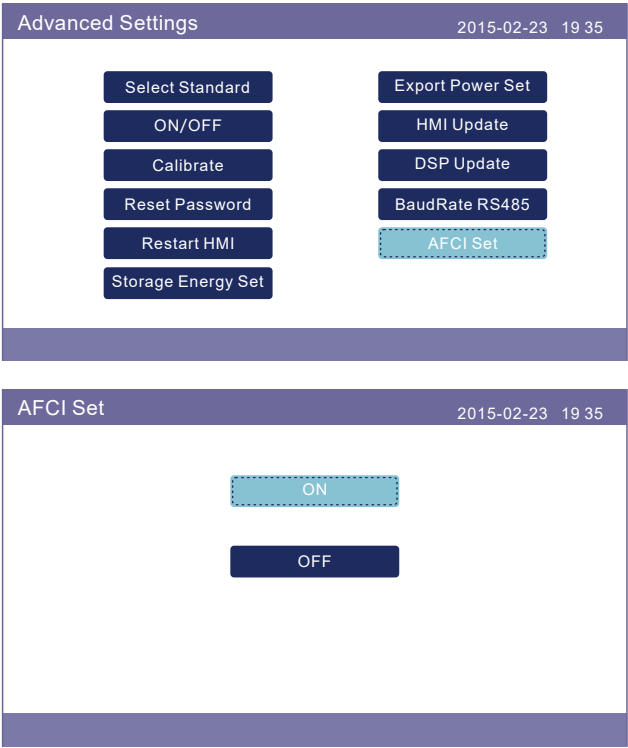 Advanced Settings
2015-02-23 19 35
Select Standard
Export Power Set
ON/OFF
HMI Update
Calibrate
DSP Update
Reset Password
BaudRate RS485
Restart HMI
AFCI Set
Storage Energy Set
AFCI Set
2015-02-23 19 35
ON
OFF